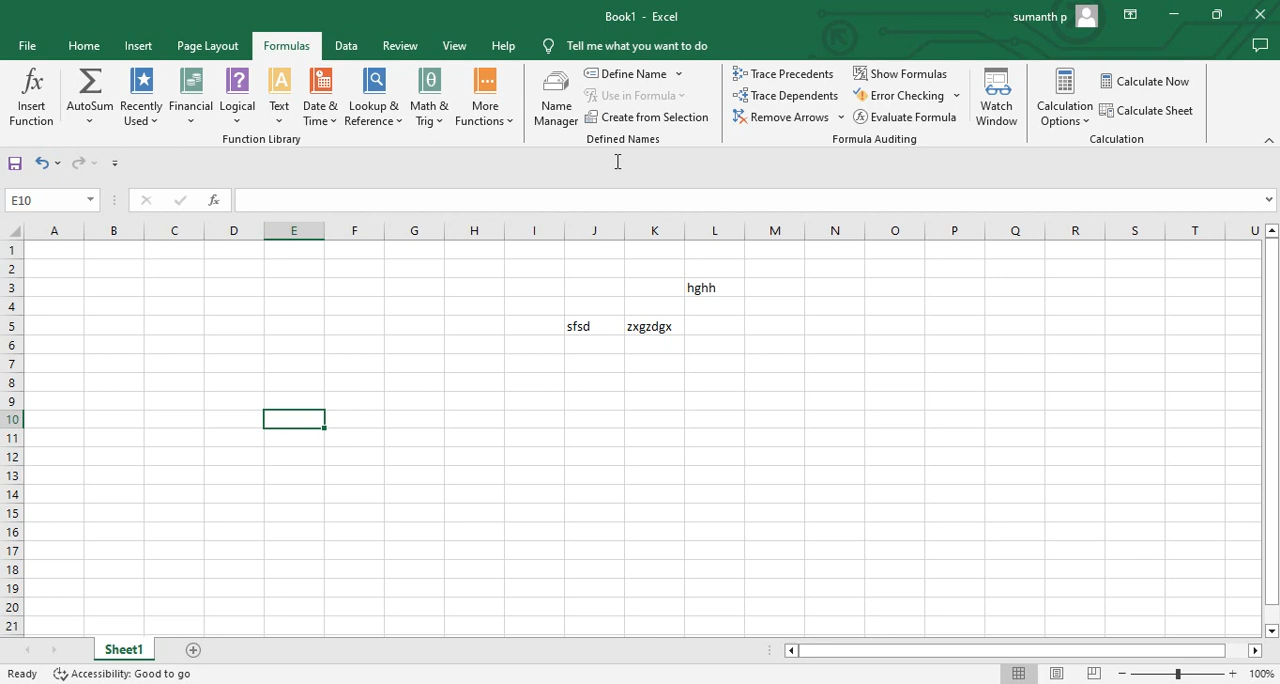 Book1 - Excel
sumanth p
File Home Insert Page Layout Formulas Data Review View Help Tell me what you want to do
Insert Function
AutoSum
Recently Used
Financial
Logical
Text
Date & Time
Lookup & Reference
Math & Trig
More Functions
Function Library
Name Manager
Define Name
Use in Formula
Create from Selection
Defined Names
Trace Precedents
Trace Dependents
Remove Arrows
Show Formulas
Error Checking
Evaluate Formula
Formula Auditing
Watch Window
Calculation Options
Calculate Now
Calculate Sheet
Calculation
E10
fx
A B C D E F G H I J K L M N O P Q R S T U
1
2
3 hghh
4
5 sfsd zxgzdgx
6
7
8
9
10
11
12
13
14
15
16
17
18
19
20
21
Sheet1
Ready Accessibility: Good to go 100%